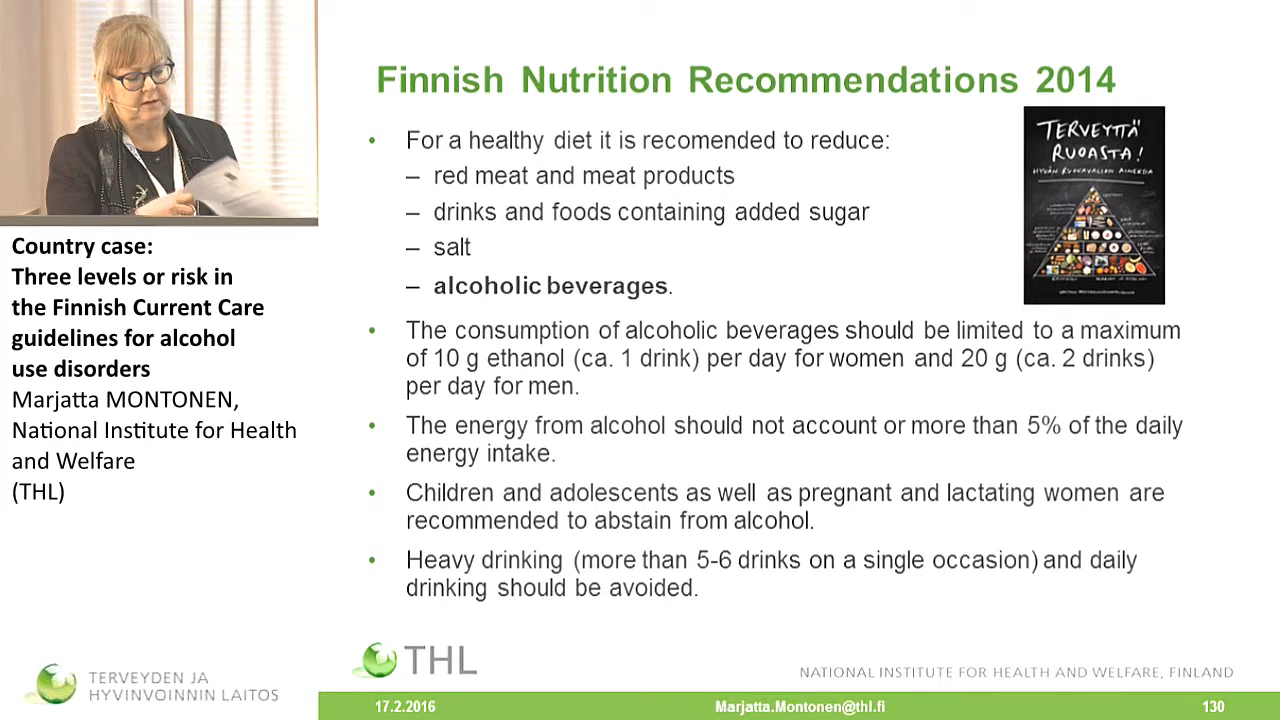 Country case:
Three levels or risk in
the Finnish Current Care
guidelines for alcohol
use disorders
Marjatta MONTONEN,
National Institute for Health
and Welfare
(THL)
TERVEYDEN JA
HYVINVOINNIN LAITOS
Finnish Nutrition Recommendations 2014
• For a healthy diet it is recomended to reduce:
– red meat and meat products
– drinks and foods containing added sugar
– salt
– alcoholic beverages.
TERVEYTTÄ
RUOASTA!
HYVÄN RUOKAVALION AINEKSIA
• The consumption of alcoholic beverages should be limited to a maximum
of 10 g ethanol (ca. 1 drink) per day for women and 20 g (ca. 2 drinks)
per day for men.
• The energy from alcohol should not account or more than 5% of the daily
energy intake.
• Children and adolescents as well as pregnant and lactating women are
recommended to abstain from alcohol.
• Heavy drinking (more than 5-6 drinks on a single occasion) and daily
drinking should be avoided.
THL
NATIONAL INSTITUTE FOR HEALTH AND WELFARE, FINLAND
17.2.2016
Marjatta.Montonen@thl.fi
130